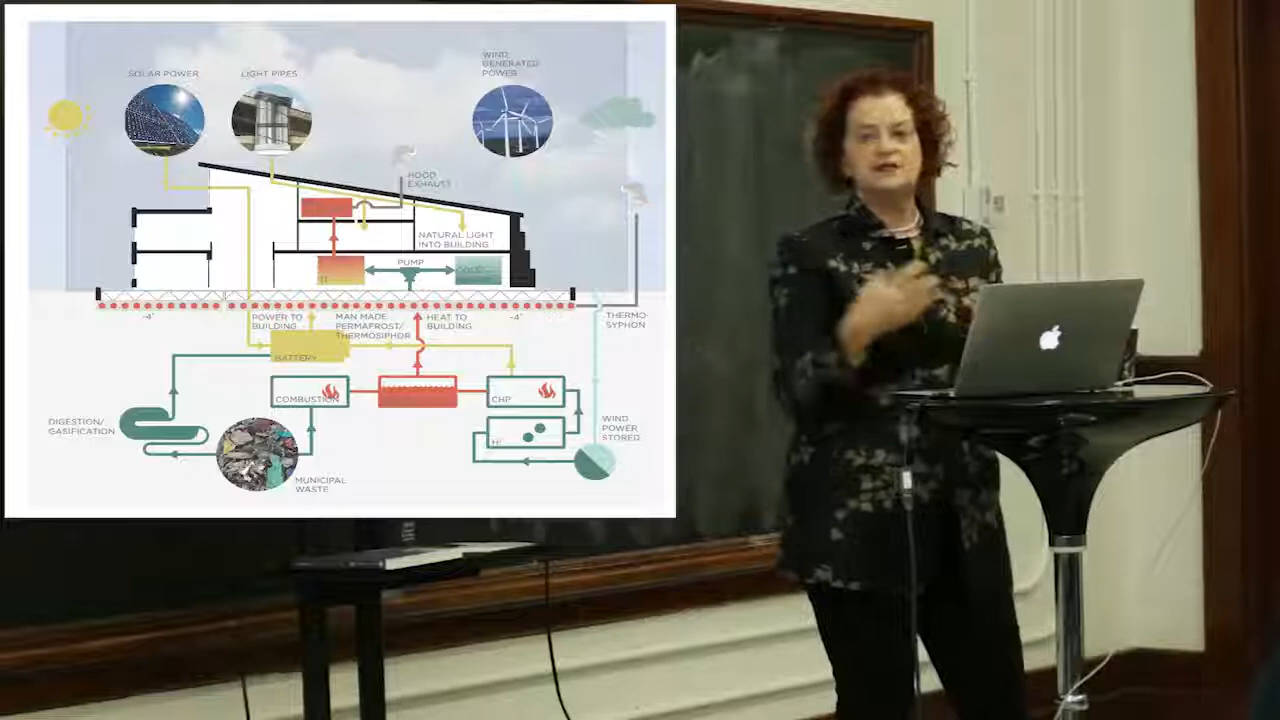 WIND
GENERATED
POWER
SOLAR POWER
LIGHT PIPES
HOOD
EXHAUST
NATURAL LIGHT
INTO BUILDING
PUMP
-4°
POWER TO
BUILDING
MAN MADE
PERMAFROST/
THERMOSIPHOR
HEAT TO
BUILDING
-4°
THERMO-
SYPHON
BATTERY
COMBUSTION
CHP
DIGESTION/
GASIFICATION
WIND
POWER
STORED
MUNICIPAL
WASTE